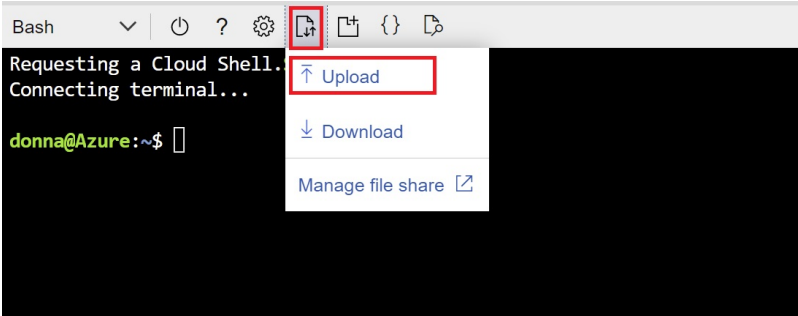 Bash
?
{}
Requesting a Cloud Shell.
Upload
Connecting terminal...
Download
donna@Azure:~$
Manage file share